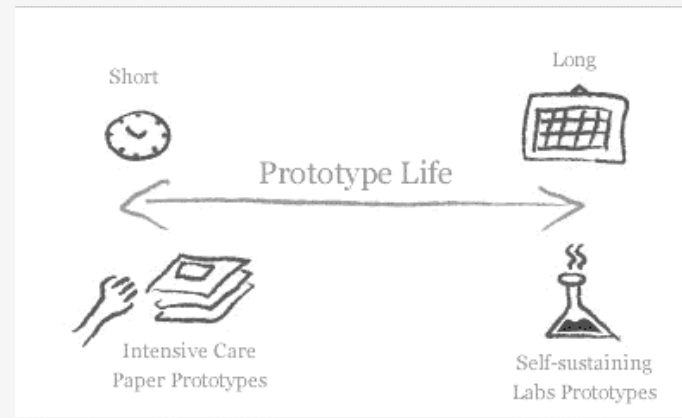 Short
Long
Prototype Life
Intensive Care
Paper Prototypes
Self-sustaining
Labs Prototypes